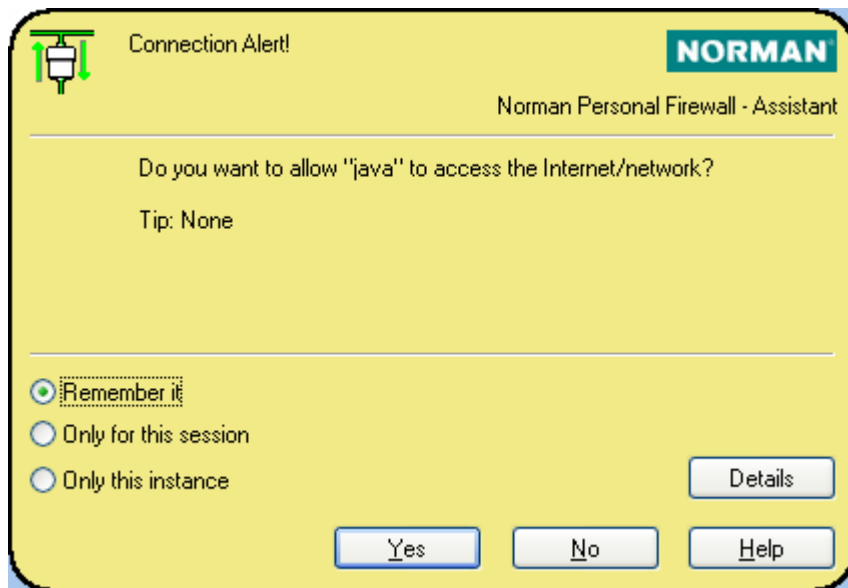 Connection Alert!
NORMAN
Norman Personal Firewall - Assistant
Do you want to allow "java" to access the Internet/network?
Tip: None
Remember it
Only for this session
Only this instance
Details
Yes
No
Help